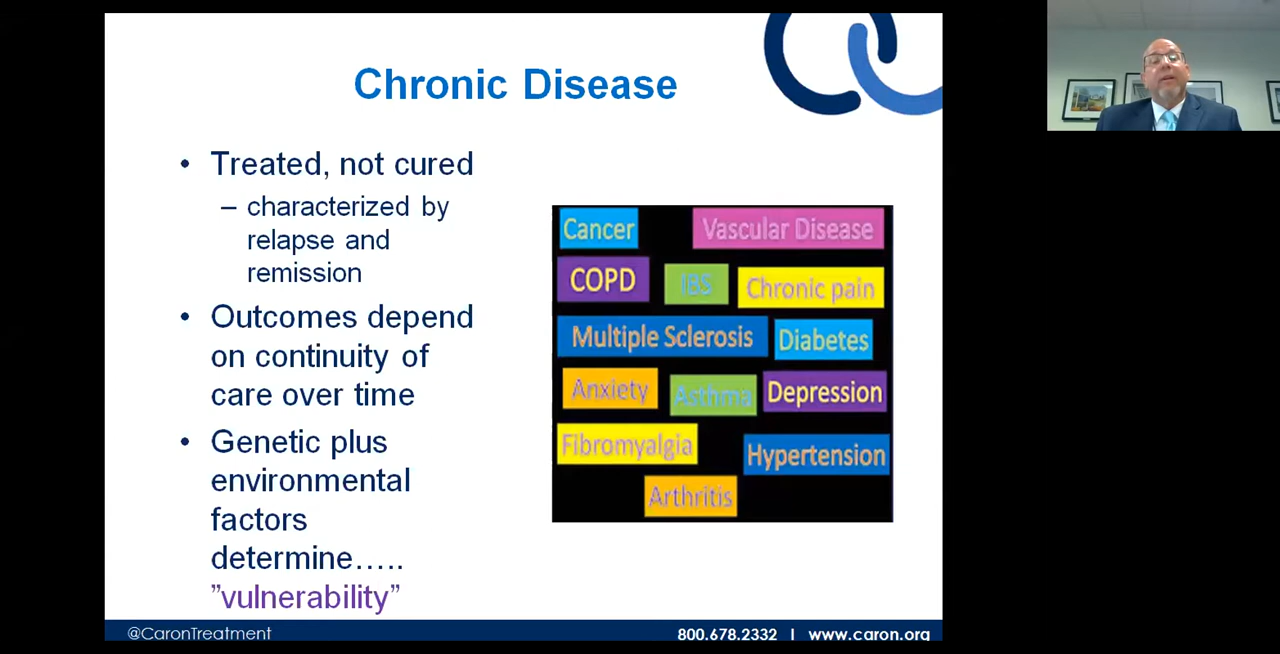 Chronic Disease
• Treated, not cured
– characterized by
relapse and
remission
• Outcomes depend
on continuity of
care over time
• Genetic plus
environmental
factors
determine…..
”vulnerability”
Cancer
Vascular Disease
COPD
IBS
Chronic pain
Multiple Sclerosis
Diabetes
Anxiety
Asthma
Depression
Fibromyalgia
Hypertension
Arthritis
@CaronTreatment
800.678.2332 | www.caron.org